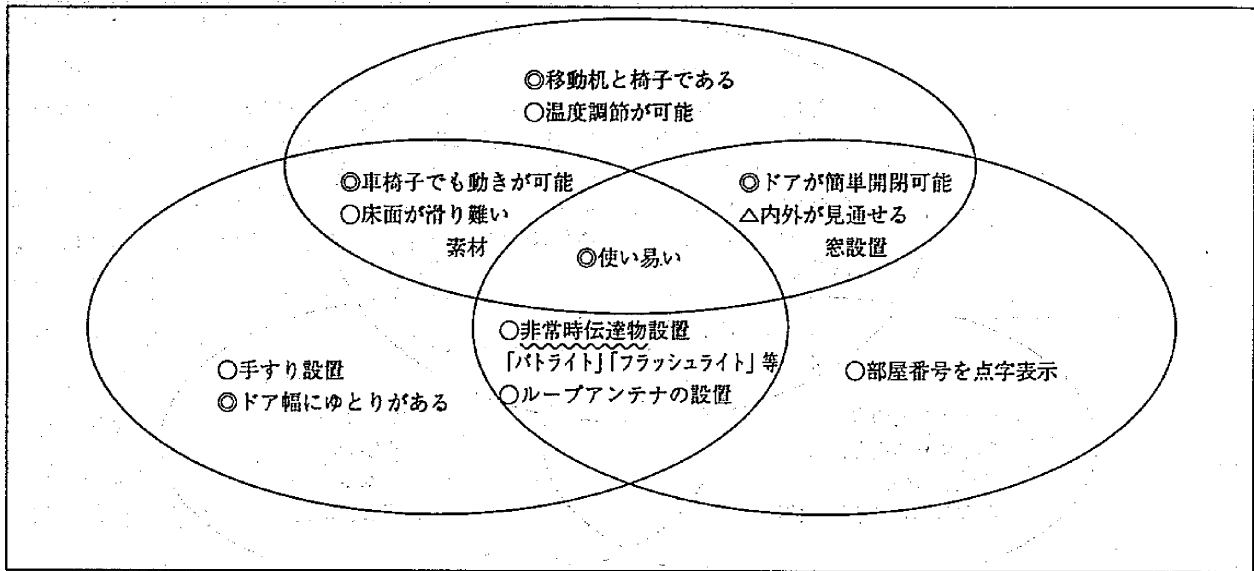 ◎移動机と椅子である
○温度調節が可能
◎車椅子でも動きが可能
○床面が滑り難い
素材
◎ドアが簡単開閉可能
△内外が見通せる
窓設置
◎使い易い
○非常時伝達物設置
「パトライト」「フラッシュライト」等
○ループアンテナの設置
○手すり設置
◎ドア幅にゆとりがある
○部屋番号を点字表示